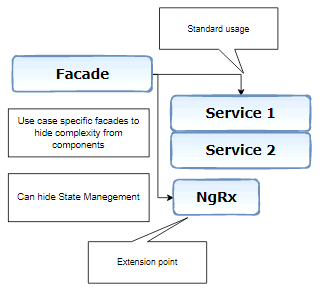 Standard usage
Facade
Service 1
Use case specific facades to
hide complexity from
components
Service 2
Can hide State Manegement
NgRx
Extension point